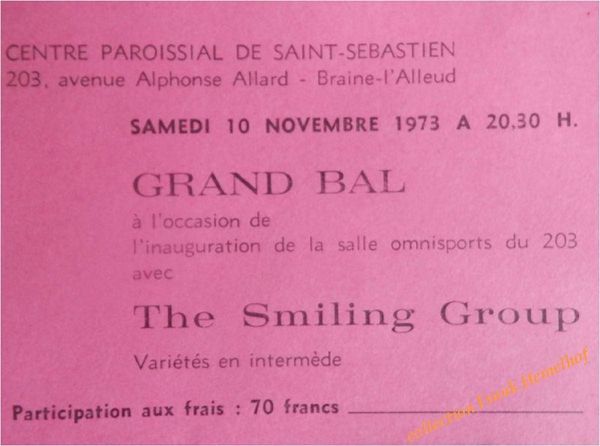 CENTRE PAROISSIAL DE SAINT-SEBASTIEN
203, avenue Alphonse Allard - Braine-l'Alleud
SAMEDI 10 NOVEMBRE 1973 A 20,30 H.
GRAND BAL
à l'occasion de
l'inauguration de la salle omnisports du 203
avec
The Smiling Group
Variétés en intermède
Participation aux frais : 70 francs
collection Frank Hesselhof